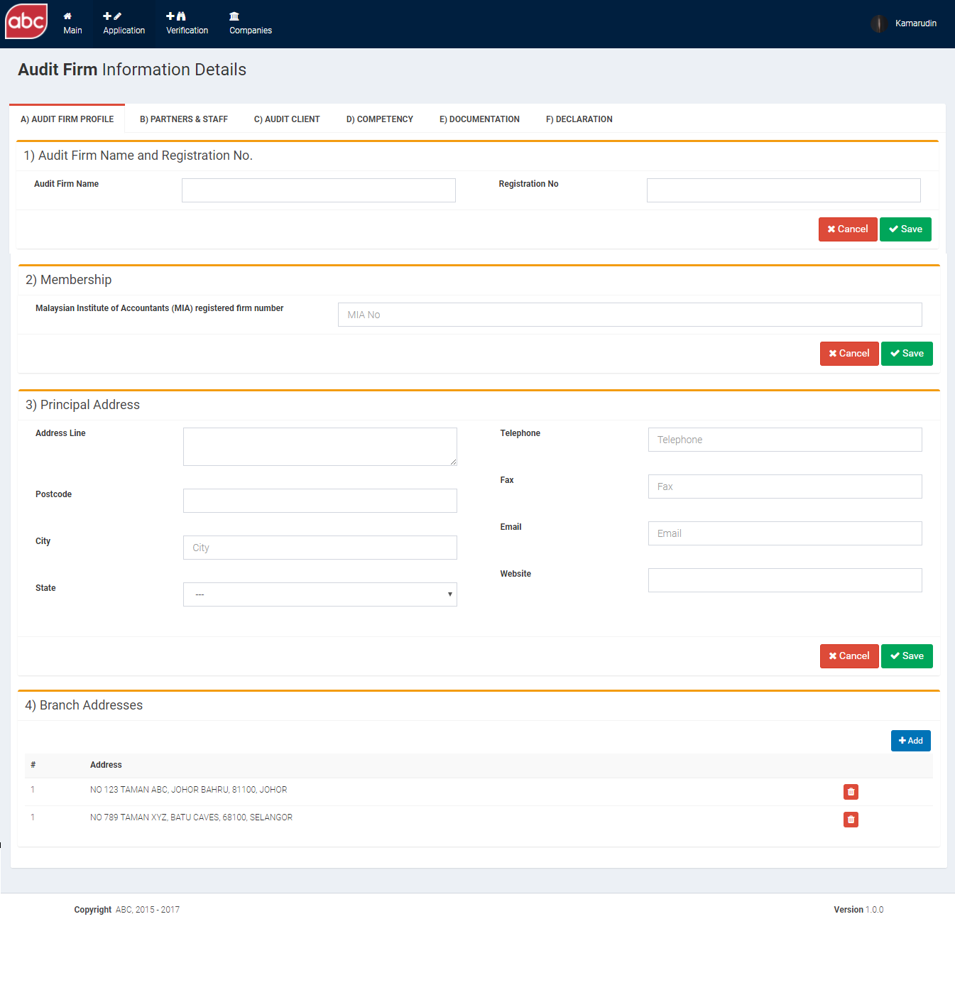 abc
Main
Application
Verification
Companies
Kamarudin
Audit Firm Information Details
A) AUDIT FIRM PROFILE
B) PARTNERS & STAFF
C) AUDIT CLIENT
D) COMPETENCY
E) DOCUMENTATION
F) DECLARATION
1) Audit Firm Name and Registration No.
Audit Firm Name
Registration No
Cancel
Save
2) Membership
Malaysian Institute of Accountants (MIA) registered firm number
MIA No
Cancel
Save
3) Principal Address
Address Line
Telephone
Telephone
Postcode
Fax
Fax
City
City
Email
Email
State
---
Website
Cancel
Save
4) Branch Addresses
Add
# Address
1 NO 123 TAMAN ABC, JOHOR BAHRU, 81100, JOHOR
1 NO 789 TAMAN XYZ, BATU CAVES, 68100, SELANGOR
Copyright ABC, 2015 - 2017
Version 1.0.0